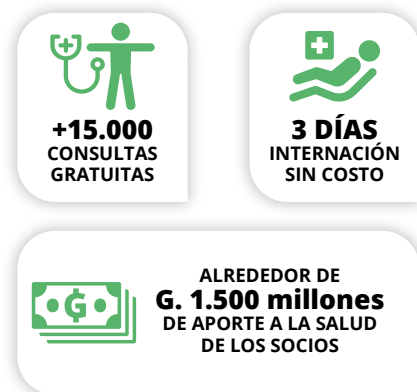 +15.000
CONSULTAS
GRATUITAS
3 DÍAS
INTERNACIÓN
SIN COSTO
₲
ALREDEDOR DE
G. 1.500 millones
DE APORTE A LA SALUD
DE LOS SOCIOS